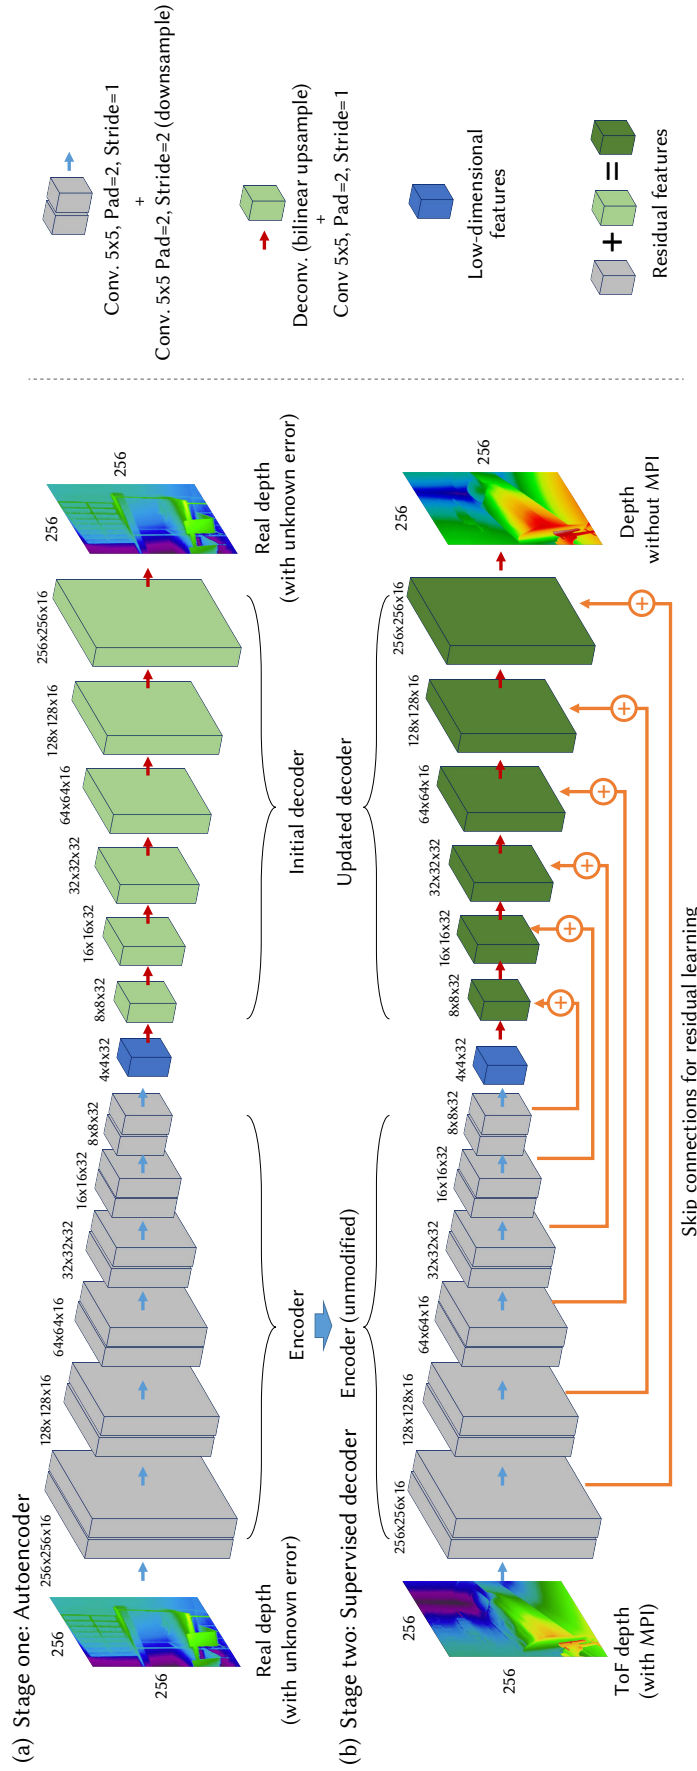 (a) Stage one: Autoencoder
256
256
Real depth
(with unknown error)
256x256x16
128x128x16
64x64x16
32x32x32
16x16x32
8x8x32
4x4x32
8x8x32
16x16x32
32x32x32
64x64x16
128x128x16
256x256x16
256
256
Real depth
(with unknown error)
Encoder
Initial decoder
(b) Stage two: Supervised decoder
Encoder (unmodified)
Updated decoder
256
256
ToF depth
(with MPI)
256x256x16
128x128x16
64x64x16
32x32x32
16x16x32
8x8x32
4x4x32
8x8x32
16x16x32
32x32x32
64x64x16
128x128x16
256x256x16
256
256
Depth
without MPI
+
+
+
+
+
+
Skip connections for residual learning
Conv. 5x5, Pad=2, Stride=1
+
Conv. 5x5 Pad=2, Stride=2 (downsample)
Deconv. (bilinear upsample)
+
Conv 5x5, Pad=2, Stride=1
Low-dimensional
features
+ =
Residual features